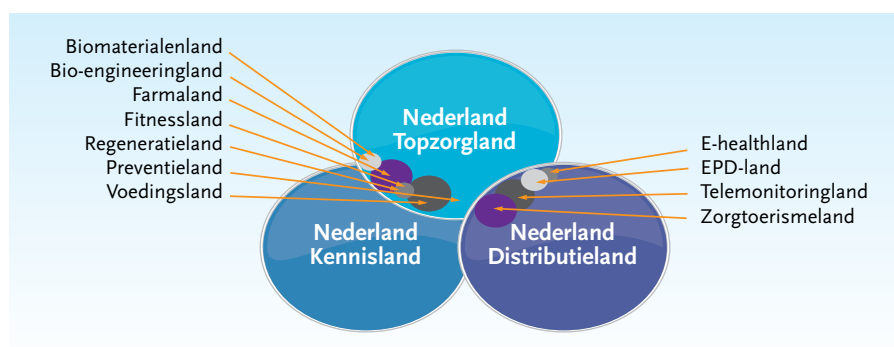 Biomaterialenland
Bio-engineeringland
Farmaland
Fitnessland
Regeneratieland
Preventieland
Voedingsland
Nederland
Topzorgland
E-healthland
EPD-land
Telemonitoringland
Zorgtoerismeland
Nederland
Kennisland
Nederland
Distributieland